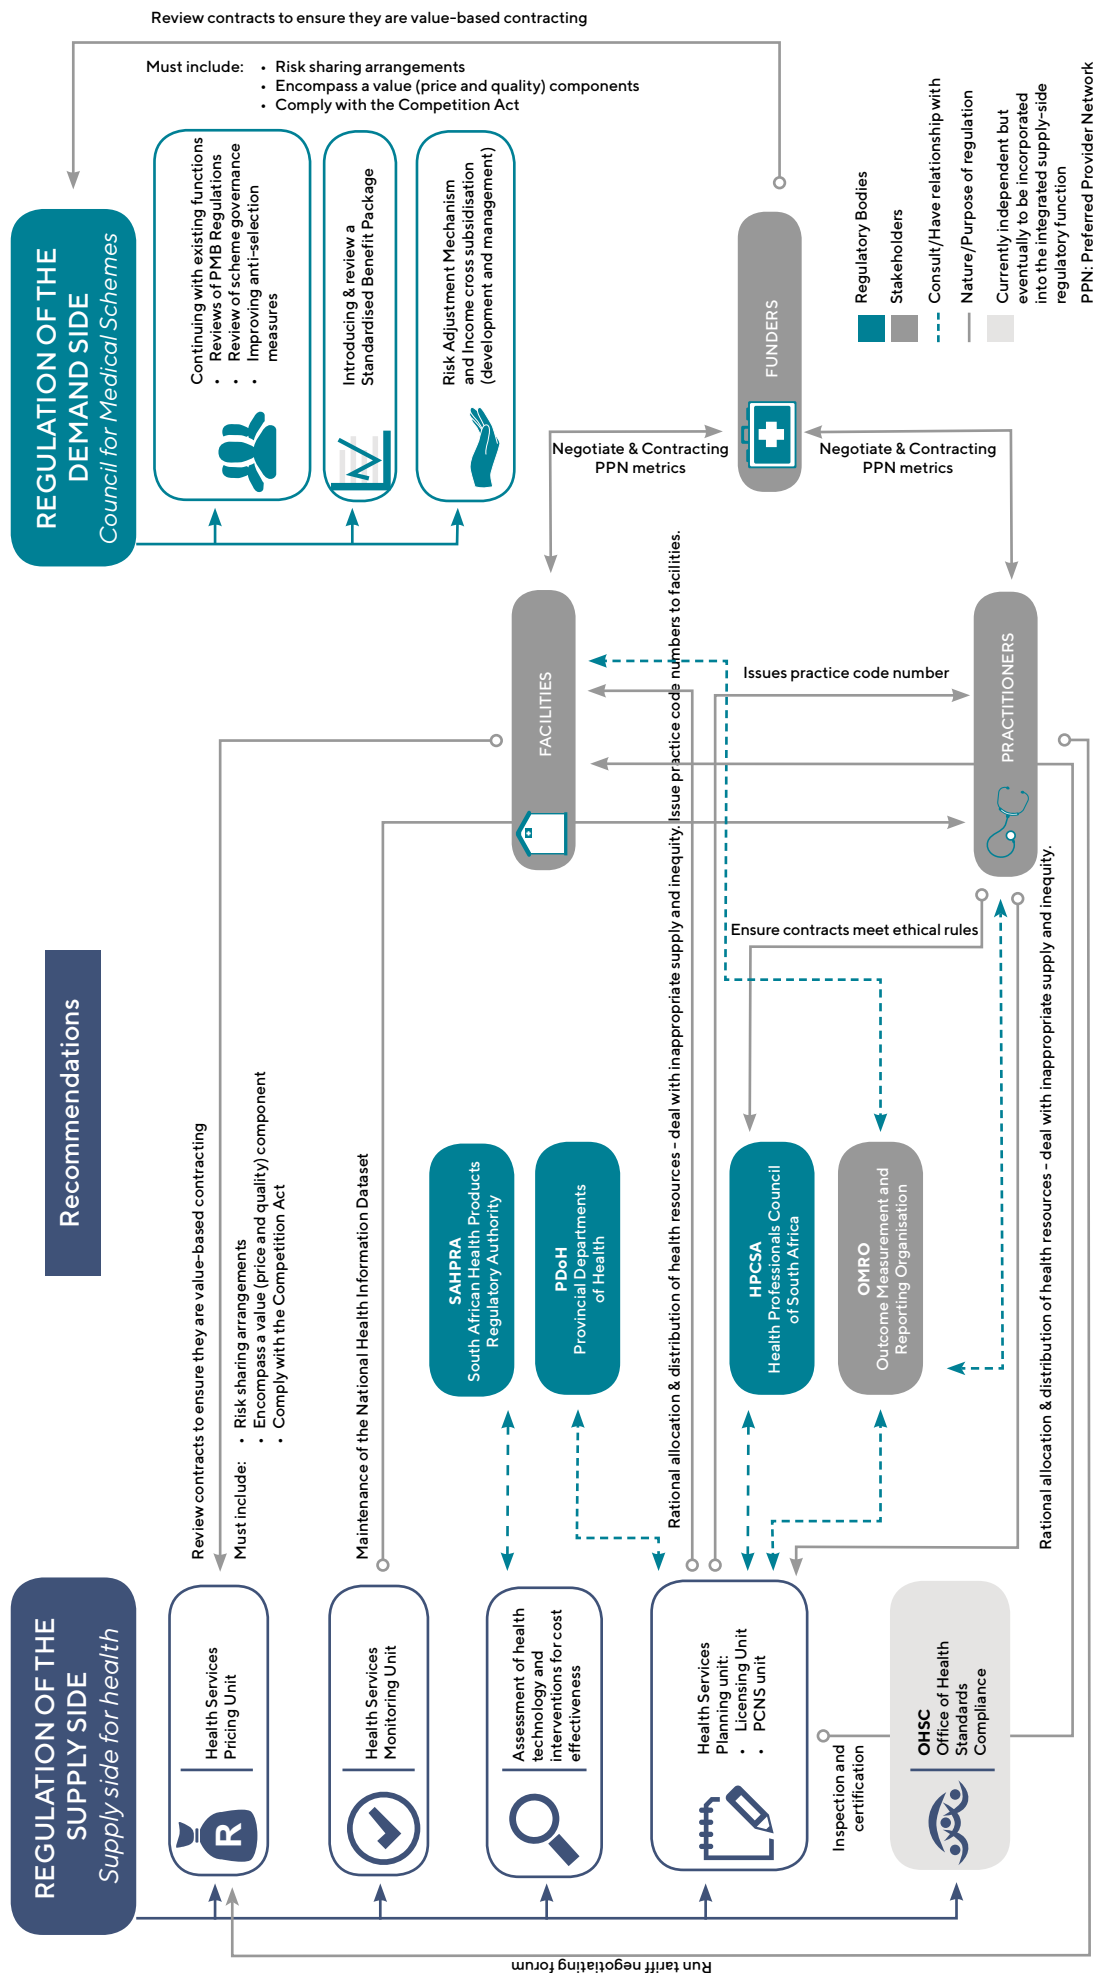 Recommendations
REGULATION OF THE
SUPPLY SIDE
Supply side for health
R
Health Services
Pricing Unit
Health Services
Monitoring Unit
Assessment of health
technology and
interventions for cost
effectiveness
Health Services
Planning unit:
• Licensing Unit
• PCNS unit
OHSC
Office of Health
Standards
Compliance
Inspection and
certification
Run tariff negotiating forum
Review contracts to ensure they are value-based contracting
Must include:
• Risk sharing arrangements
• Encompass a value (price and quality) component
• Comply with the Competition Act
Maintenance of the National Health Information Dataset
SAHPRA
South African Health Products
Regulatory Authority
PDoH
Provincial Departments
of Health
Rational allocation & distribution of health resources – deal with inappropriate supply and inequity. Issue practice code numbers to facilities.
HPCSA
Health Professionals Council
of South Africa
OMRO
Outcome Measurement and
Reporting Organisation
Ensure contracts meet ethical rules
Issues practice code number
Rational allocation & distribution of health resources – deal with inappropriate supply and inequity.
FACILITIES
PRACTITIONERS
REGULATION OF THE
DEMAND SIDE
Council for Medical Schemes
Continuing with existing functions
• Reviews of PMB Regulations
• Review of scheme governance
• Improving anti-selection
measures
Introducing & review a
Standardised Benefit Package
Risk Adjustment Mechanism
and Income cross subsidisation
(development and management)
Review contracts to ensure they are value-based contracting
Must include:
• Risk sharing arrangements
• Encompass a value (price and quality) components
• Comply with the Competition Act
Negotiate & Contracting
PPN metrics
FUNDERS
Negotiate & Contracting
PPN metrics
Regulatory Bodies
Stakeholders
Consult/Have relationship with
Nature/Purpose of regulation
Currently independent but
eventually to be incorporated
into the integrated supply-side
regulatory function
PPN: Preferred Provider Network